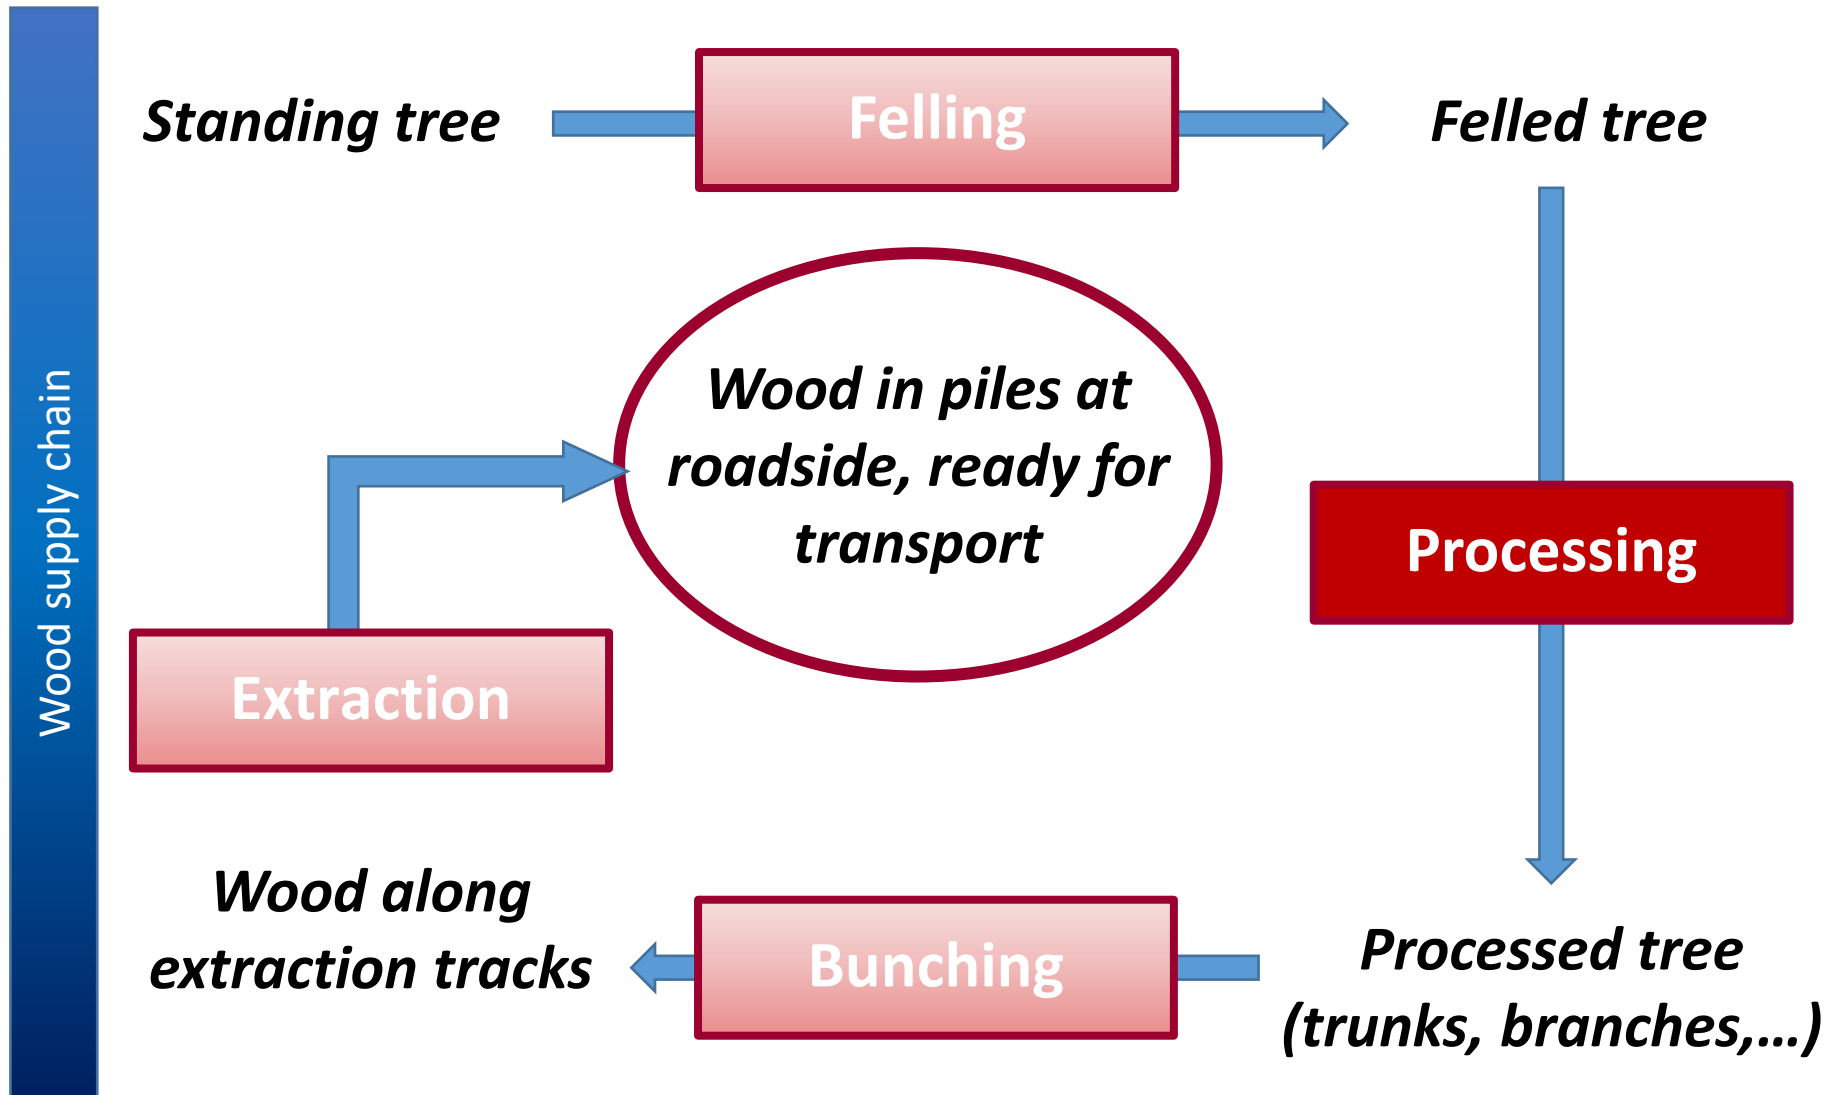 Wood supply chain
Standing tree
Felling
Felled tree
Processing
Processed tree
(trunks, branches,...)
Bunching
Wood along
extraction tracks
Extraction
Wood in piles at
roadside, ready for
transport